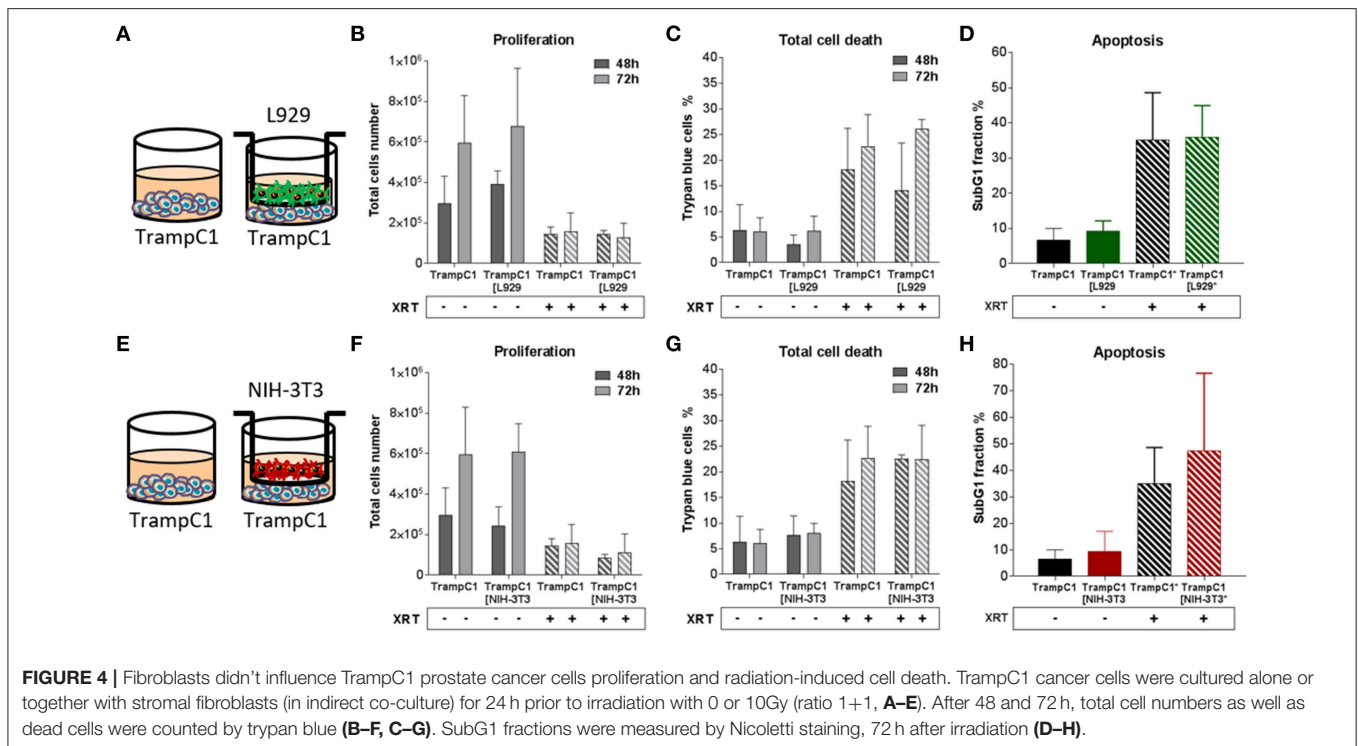 A
L929
TrampC1
TrampC1
B
Proliferation
48h
72h
Total cells number
1×10⁶
8×10⁵
6×10⁵
4×10⁵
2×10⁵
0
TrampC1 TrampC1 TrampC1 TrampC1
[L929 [L929
XRT - - - - + + + +
C
Total cell death
48h
72h
Trypan blue cells %
40
35
30
25
20
15
10
5
0
TrampC1 TrampC1 TrampC1 TrampC1
[L929 [L929
- - - - + + + +
D
Apoptosis
SubG1 fraction %
60
50
40
30
20
10
0
TrampC1 TrampC1 TrampC1* TrampC1
[L929 [L929*
XRT - - + +
E
NIH-3T3
TrampC1
TrampC1
F
Proliferation
48h
72h
Total cells number
1×10⁶
8×10⁵
6×10⁵
4×10⁵
2×10⁵
0
TrampC1 TrampC1 TrampC1 TrampC1
[NIH-3T3 [NIH-3T3
XRT - - - - + + + +
G
Total cell death
48h
72h
Trypan blue cells %
40
35
30
25
20
15
10
5
0
TrampC1 TrampC1 TrampC1 TrampC1
[NIH-3T3 [NIH-3T3
- - - - + + + +
H
Apoptosis
SubG1 fraction %
80
70
60
50
40
30
20
10
0
TrampC1 TrampC1 TrampC1* TrampC1
[NIH-3T3 [NIH-3T3*
XRT - - + +
FIGURE 4 | Fibroblasts didn't influence TrampC1 prostate cancer cells proliferation and radiation-induced cell death. TrampC1 cancer cells were cultured alone or
together with stromal fibroblasts (in indirect co-culture) for 24 h prior to irradiation with 0 or 10Gy (ratio 1+1, A–E). After 48 and 72 h, total cell numbers as well as
dead cells were counted by trypan blue (B–F, C–G). SubG1 fractions were measured by Nicoletti staining, 72 h after irradiation (D–H).